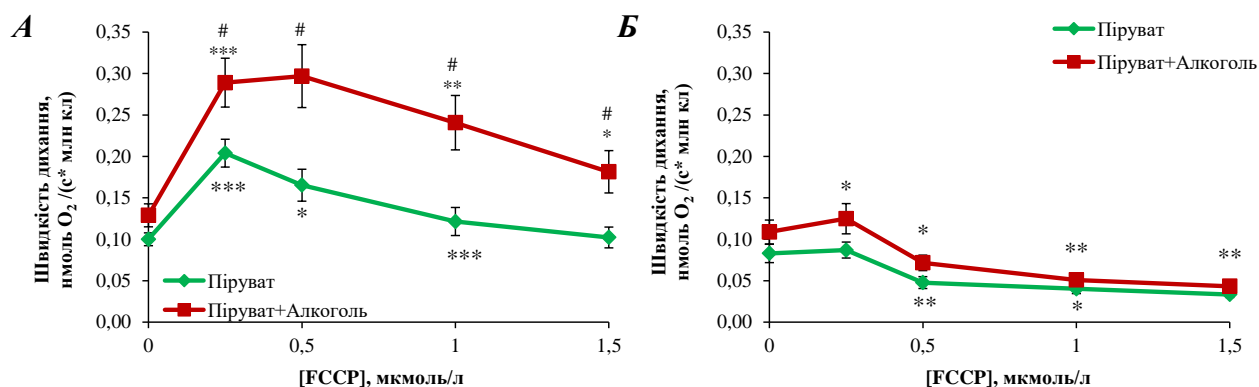 А
0,35
0,30
0,25
0,20
0,15
0,10
0,05
0,00
Швидкість дихання,
нмоль O₂ /(с* млн кл)
#
***
#
#
**
#
*
***
*
***
Піруват
Піруват+Алкоголь
0 0,5 1 1,5
[FCCP], мкмоль/л
Б
0,35
0,30
0,25
0,20
0,15
0,10
0,05
0,00
Швидкість дихання,
нмоль O₂ /(с* млн кл)
Піруват
Піруват+Алкоголь
*
*
**
**
**
*
0 0,5 1 1,5
[FCCP], мкмоль/л